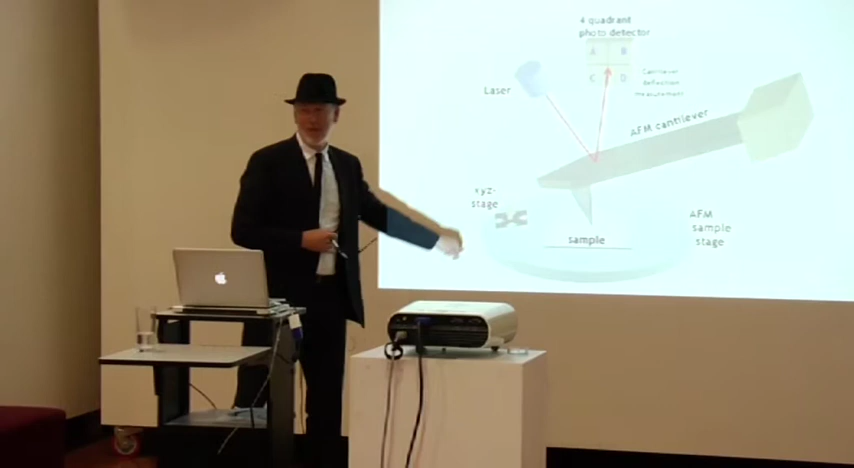 4 quadrant
photo detector
A B
C D
Cantilever
deflection
measurement
Laser
AFM cantilever
xyz-
stage
AFM
sample
stage
sample